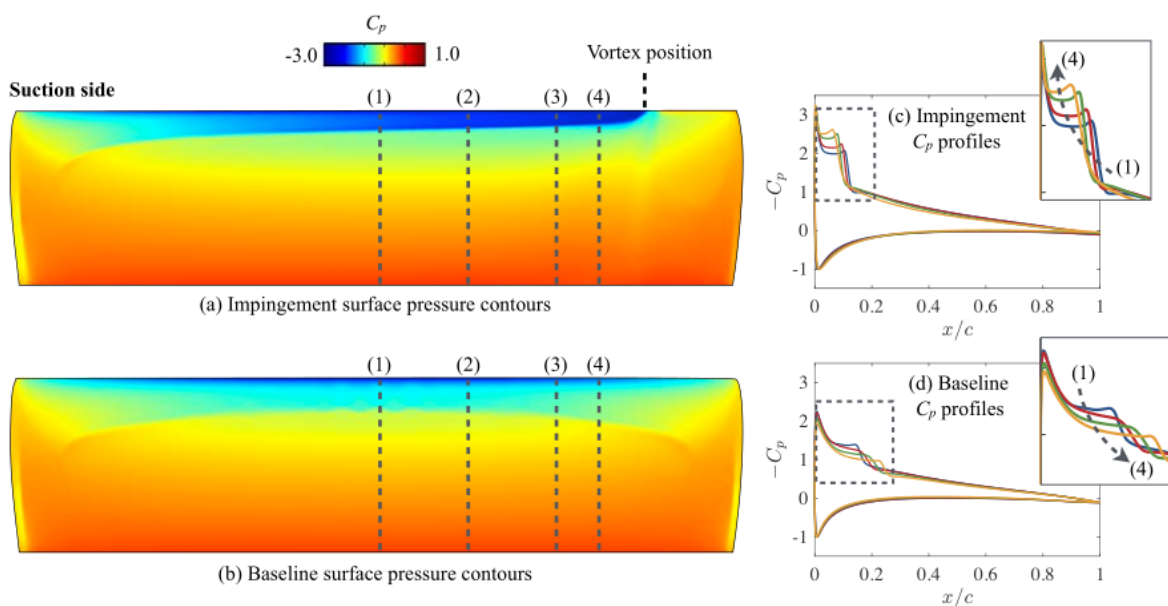 C_p
-3.0 1.0
Vortex position
Suction side
(1) (2) (3) (4)
(a) Impingement surface pressure contours
(1) (2) (3) (4)
(b) Baseline surface pressure contours
(c) Impingement
C_p profiles
(4)
(1)
3
2
1
0
-1
−C_p
0 0.2 0.4 0.6 0.8 1
x/c
(d) Baseline
C_p profiles
(1)
(4)
3
2
1
0
-1
−C_p
0 0.2 0.4 0.6 0.8 1
x/c